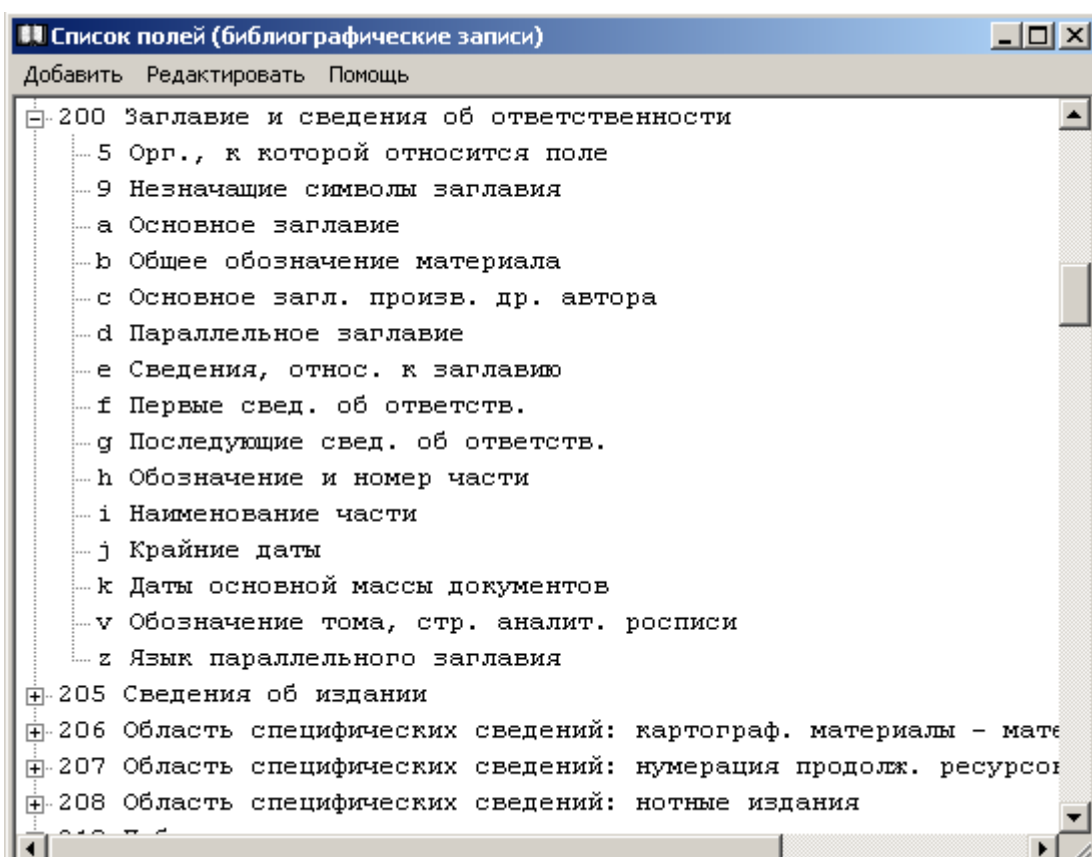 Список полей (библиографические записи)
Добавить Редактировать Помощь
200 Заглавие и сведения об ответственности
5 Орг., к которой относится поле
9 Незначащие символы заглавия
a Основное заглавие
b Общее обозначение материала
c Основное загл. произв. др. автора
d Параллельное заглавие
e Сведения, относ. к заглавию
f Первые свед. об ответств.
g Последующие свед. об ответств.
h Обозначение и номер части
i Наименование части
j Крайние даты
k Даты основной массы документов
v Обозначение тома, стр. аналит. росписи
z Язык параллельного заглавия
205 Сведения об издании
206 Область специфических сведений: картограф. материалы - мате
207 Область специфических сведений: нумерация продолж. ресурсов
208 Область специфических сведений: нотные издания